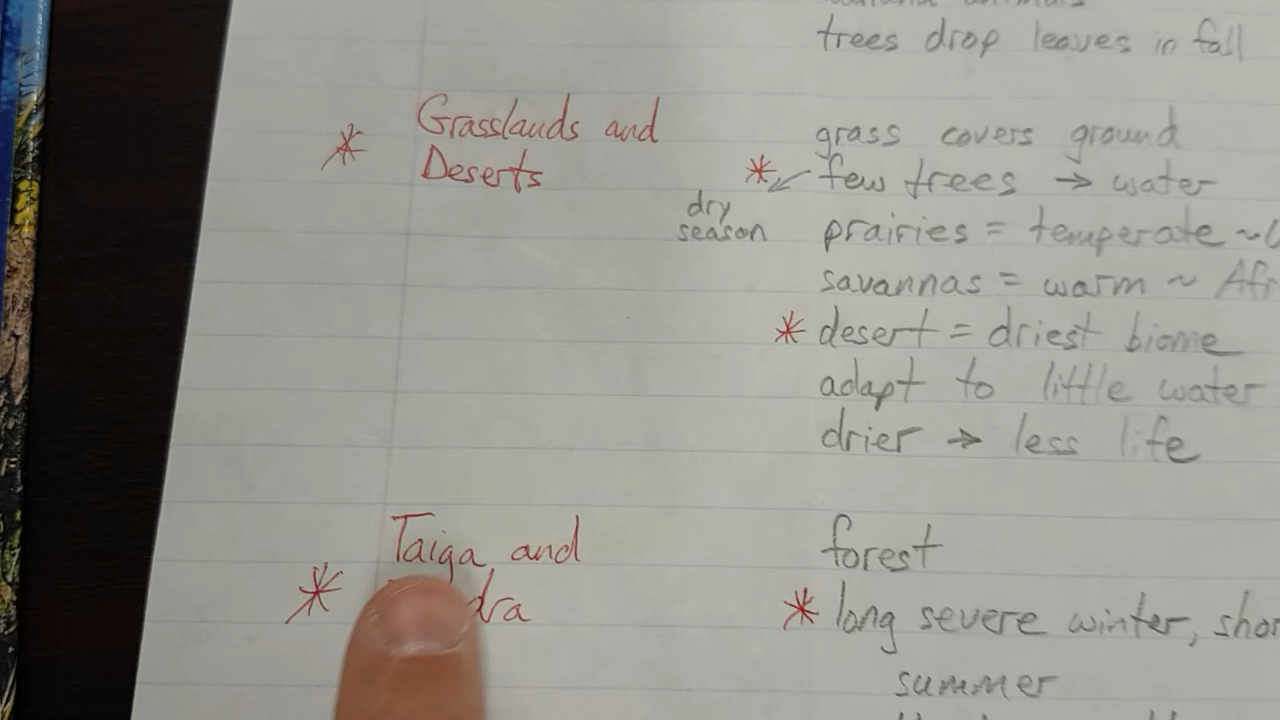 trees drop leaves in fall
Grasslands and
Deserts
grass covers ground
few trees → water
dry
season
prairies = temperate ~
savannas = warm ~
desert = driest biome
adapt to little water
drier → less life
Taiga and
forest
long severe winter,
summer